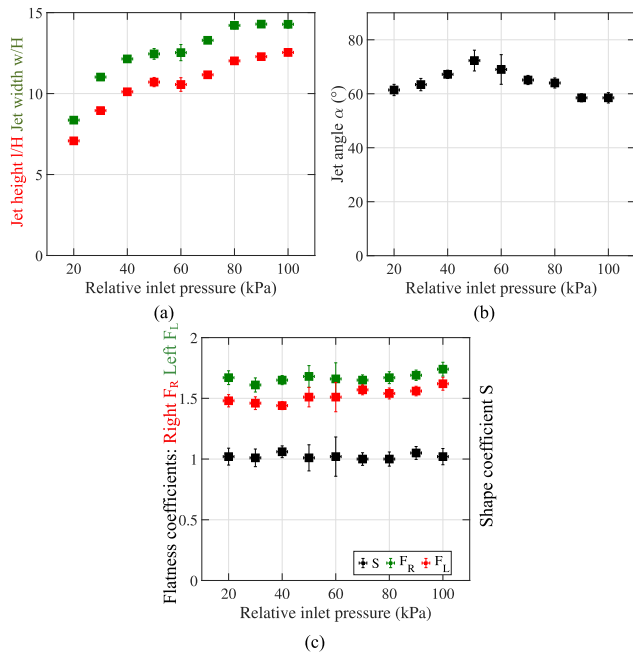 15
10
5
0
20 40 60 80 100
Relative inlet pressure (kPa)
Jet height l/H Jet width w/H
(a)
80
60
40
20
0
20 40 60 80 100
Relative inlet pressure (kPa)
Jet angle α (°)
(b)
2
1.5
1
0.5
0
20 40 60 80 100
Relative inlet pressure (kPa)
Flatness coefficients: Right F_R Left F_L
Shape coefficient S
S F_R F_L
(c)